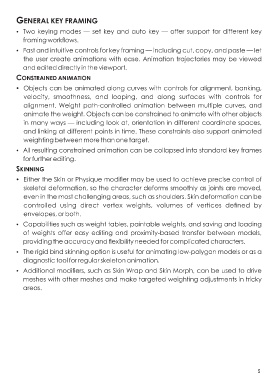 GENERAL KEY FRAMING
• Two keying modes — set key and auto key — offer support for different key
framing workflows.
• Fast and intuitive controls for key framing — including cut, copy, and paste — let
the user create animations with ease. Animation trajectories may be viewed
and edited directly in the viewport.
CONSTRAINED ANIMATION
• Objects can be animated along curves with controls for alignment, banking,
velocity, smoothness, and looping, and along surfaces with controls for
alignment. Weight path-controlled animation between multiple curves, and
animate the weight. Objects can be constrained to animate with other objects
in many ways — including look at, orientation in different coordinate spaces,
and linking at different points in time. These constraints also support animated
weighting between more than one target.
• All resulting constrained animation can be collapsed into standard key frames
for further editing.
SKINNING
• Either the Skin or Physique modifier may be used to achieve precise control of
skeletal deformation, so the character deforms smoothly as joints are moved,
even in the most challenging areas, such as shoulders. Skin deformation can be
controlled using direct vertex weights, volumes of vertices defined by
envelopes, or both.
• Capabilities such as weight tables, paintable weights, and saving and loading
of weights offer easy editing and proximity-based transfer between models,
providing the accuracy and flexibility needed for complicated characters.
• The rigid bind skinning option is useful for animating low-polygon models or as a
diagnostic tool for regular skeleton animation.
• Additional modifiers, such as Skin Wrap and Skin Morph, can be used to drive
meshes with other meshes and make targeted weighting adjustments in tricky
areas.